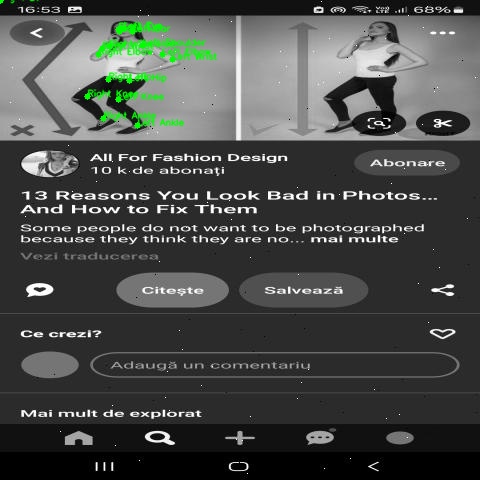 16:53
68%
All For Fashion Design
10 k de abonați
Abonare
13 Reasons You Look Bad in Photos...
And How to Fix Them
Some people do not want to be photographed
because they think they are no... mai multe
Vezi traducerea
Citește
Salvează
Ce crezi?
Adaugă un comentariu
Mai mult de explorat